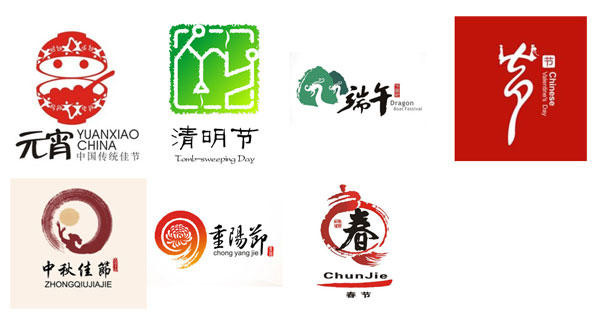 元宵
YUANXIAO
CHINA
中国传统佳节
清明节
Tomb-sweeping Day
端午
Dragon
Boat Festival
节
节
Chinese
Valentine's Day
中秋佳節
ZHONGQIUJIAJIE
重陽節
chong yang jie
春
ChunJie
春节